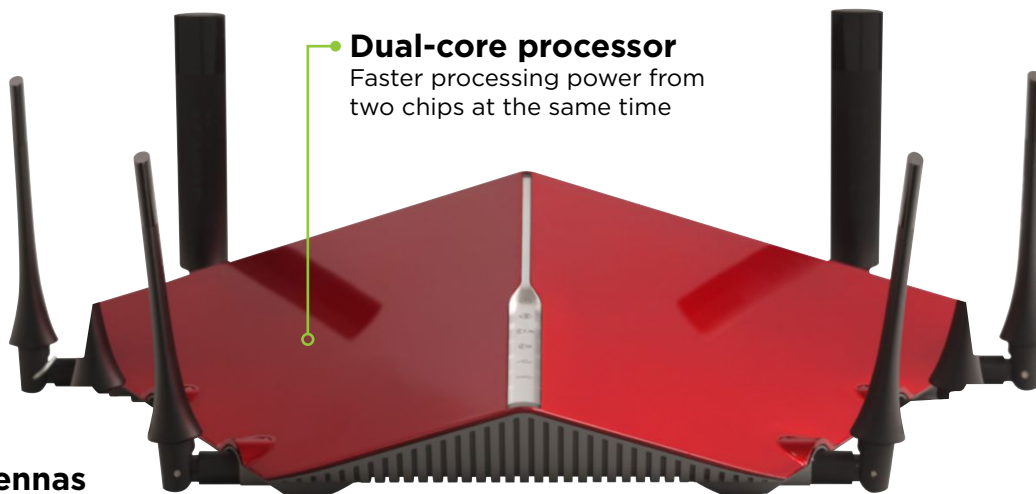 Dual-core processor
Faster processing power from
two chips at the same time
ennas